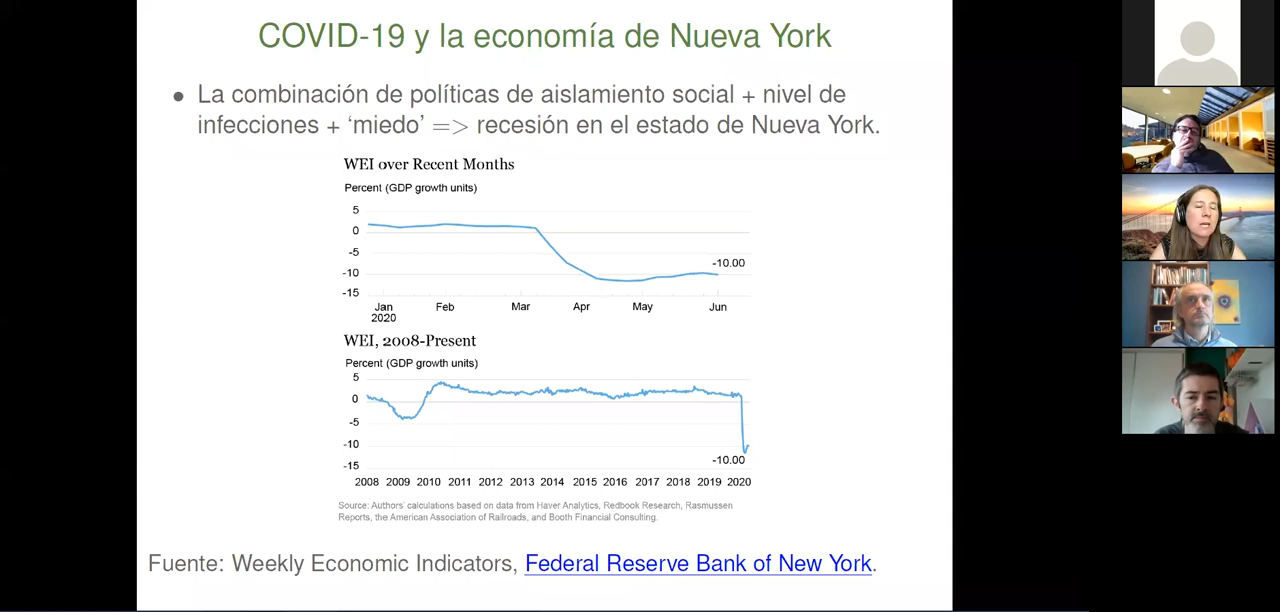 COVID-19 y la economía de Nueva York
• La combinación de políticas de aislamiento social + nivel de
infecciones + ‘miedo’ => recesión en el estado de Nueva York.
WEI over Recent Months
Percent (GDP growth units)
5
0
-5
-10
-15
-10.00
Jan Feb Mar Apr May Jun
2020
WEI, 2008-Present
Percent (GDP growth units)
5
0
-5
-10
-15
-10.00
2008 2009 2010 2011 2012 2013 2014 2015 2016 2017 2018 2019 2020
Source: Authors' calculations based on data from Haver Analytics, Redbook Research, Rasmussen
Reports, the American Association of Railroads, and Booth Financial Consulting.
Fuente: Weekly Economic Indicators, Federal Reserve Bank of New York.